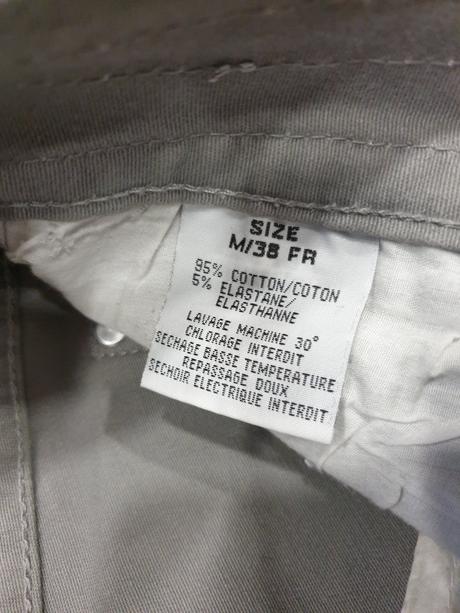 SIZE
M/38 FR
95% COTTON/COTON
5% ELASTANE/
ELASTHANNE
LAVAGE MACHINE 30°
CHLORAGE INTERDIT
SECHAGE BASSE TEMPERATURE
REPASSAGE DOUX
SECHOIR ELECTRIQUE INTERDIT